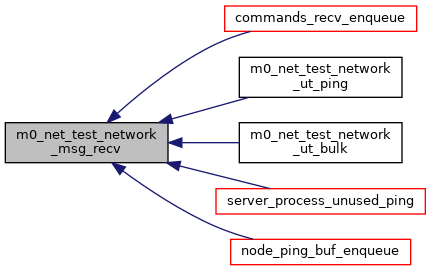 commands_recv_enqueue
m0_net_test_network
_ut_ping
m0_net_test_network
_msg_recv
m0_net_test_network
_ut_bulk
server_process_unused_ping
node_ping_buf_enqueue